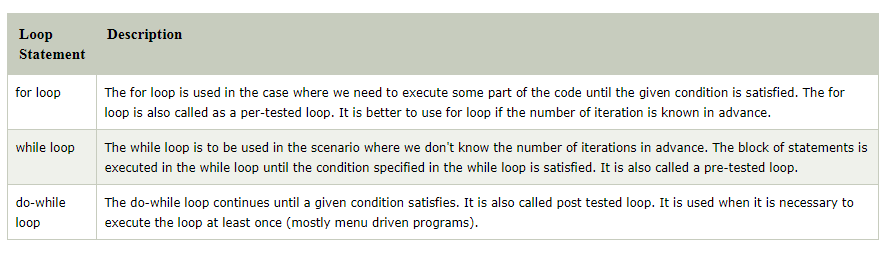 Loop Statement
Description
for loop
The for loop is used in the case where we need to execute some part of the code until the given condition is satisfied. The for
loop is also called as a per-tested loop. It is better to use for loop if the number of iteration is known in advance.
while loop
The while loop is to be used in the scenario where we don't know the number of iterations in advance. The block of statements is
executed in the while loop until the condition specified in the while loop is satisfied. It is also called a pre-tested loop.
do-while
loop
The do-while loop continues until a given condition satisfies. It is also called post tested loop. It is used when it is necessary to
execute the loop at least once (mostly menu driven programs).